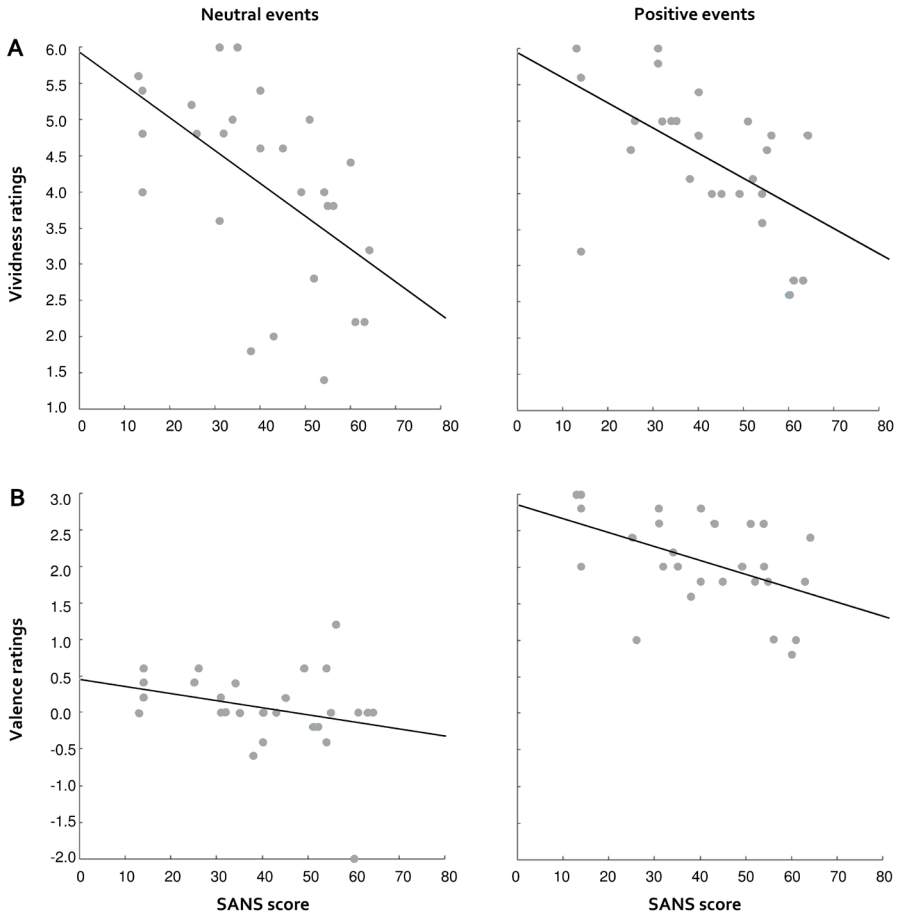 Neutral events
Positive events
A
Vividness ratings
6.0
5.5
5.0
4.5
4.0
3.5
3.0
2.5
2.0
1.5
1.0
0 10 20 30 40 50 60 70 80
0 10 20 30 40 50 60 70 80
B
Valence ratings
3.0
2.5
2.0
1.5
1.0
0.5
0.0
-0.5
-1.0
-1.5
-2.0
0 10 20 30 40 50 60 70 80
0 10 20 30 40 50 60 70 80
SANS score
SANS score